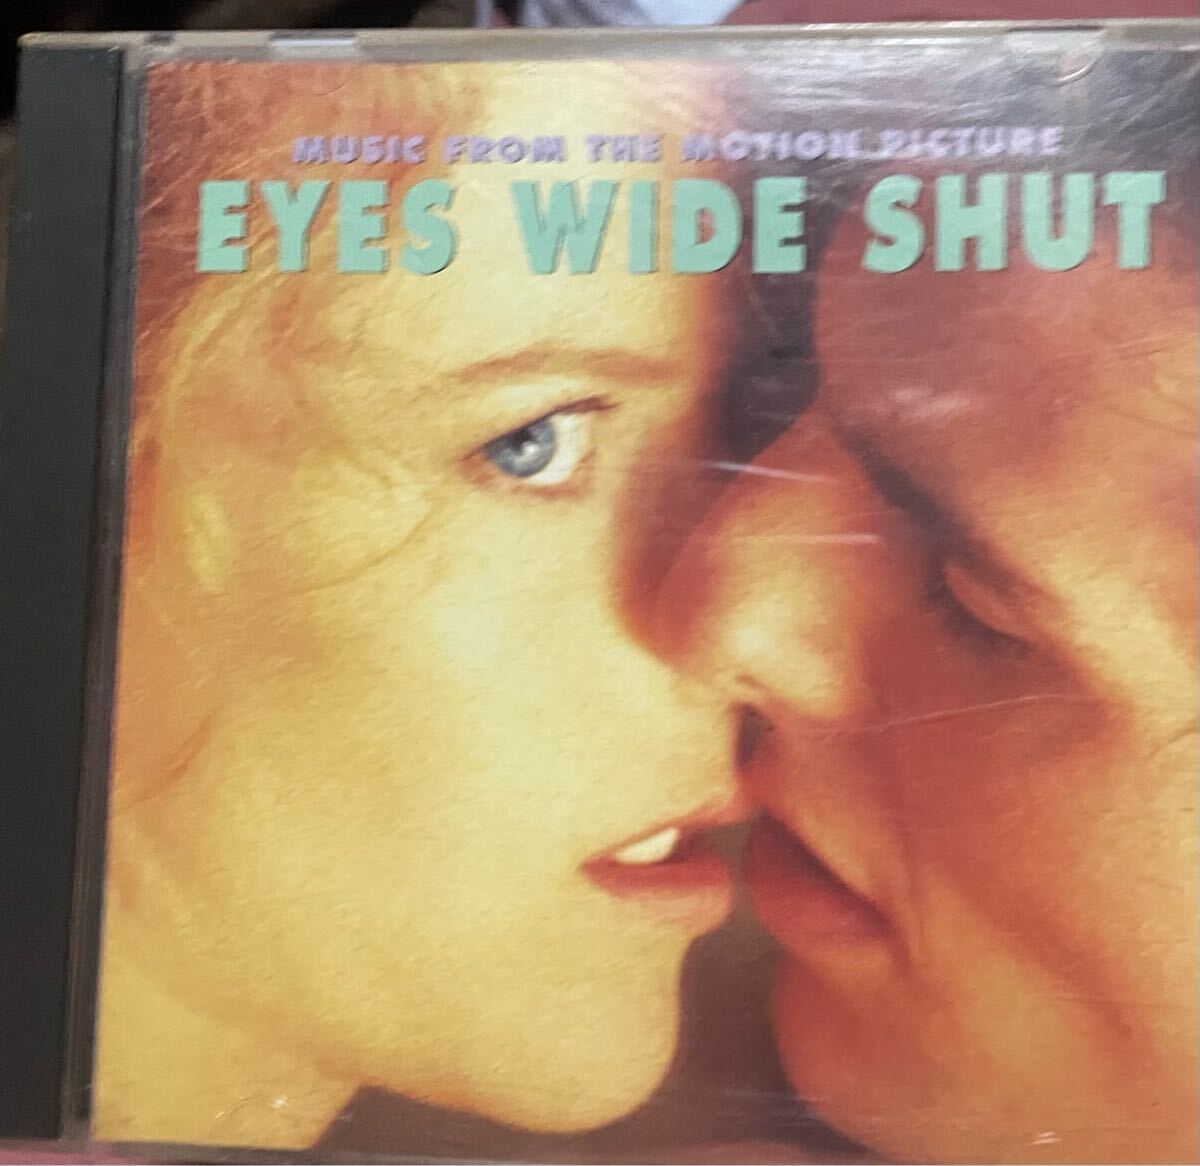 MUSIC FROM THE MOTION PICTURE
EYES WIDE SHUT